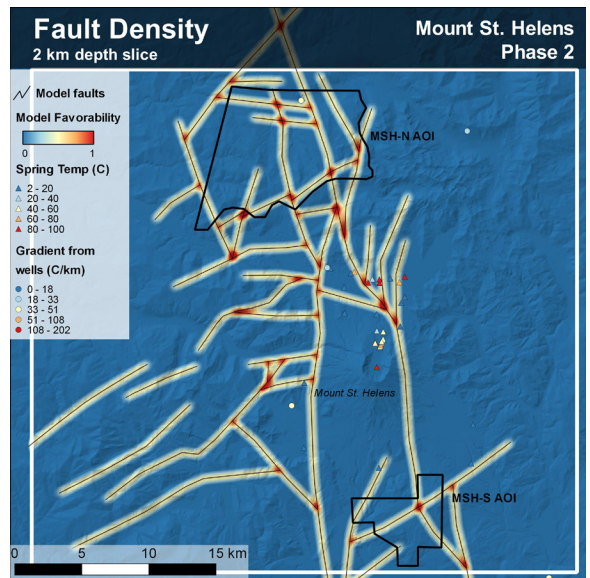 Fault Density
2 km depth slice
Mount St. Helens
Phase 2
Model faults
Model Favorability
0 1
Spring Temp (C)
2 - 20
20 - 40
40 - 60
60 - 80
80 - 100
Gradient from
wells (C/km)
0 - 18
18 - 33
33 - 51
51 - 108
108 - 202
MSH-N AOI
Mount St. Helens
MSH-S AOI
0 5 10 15 km